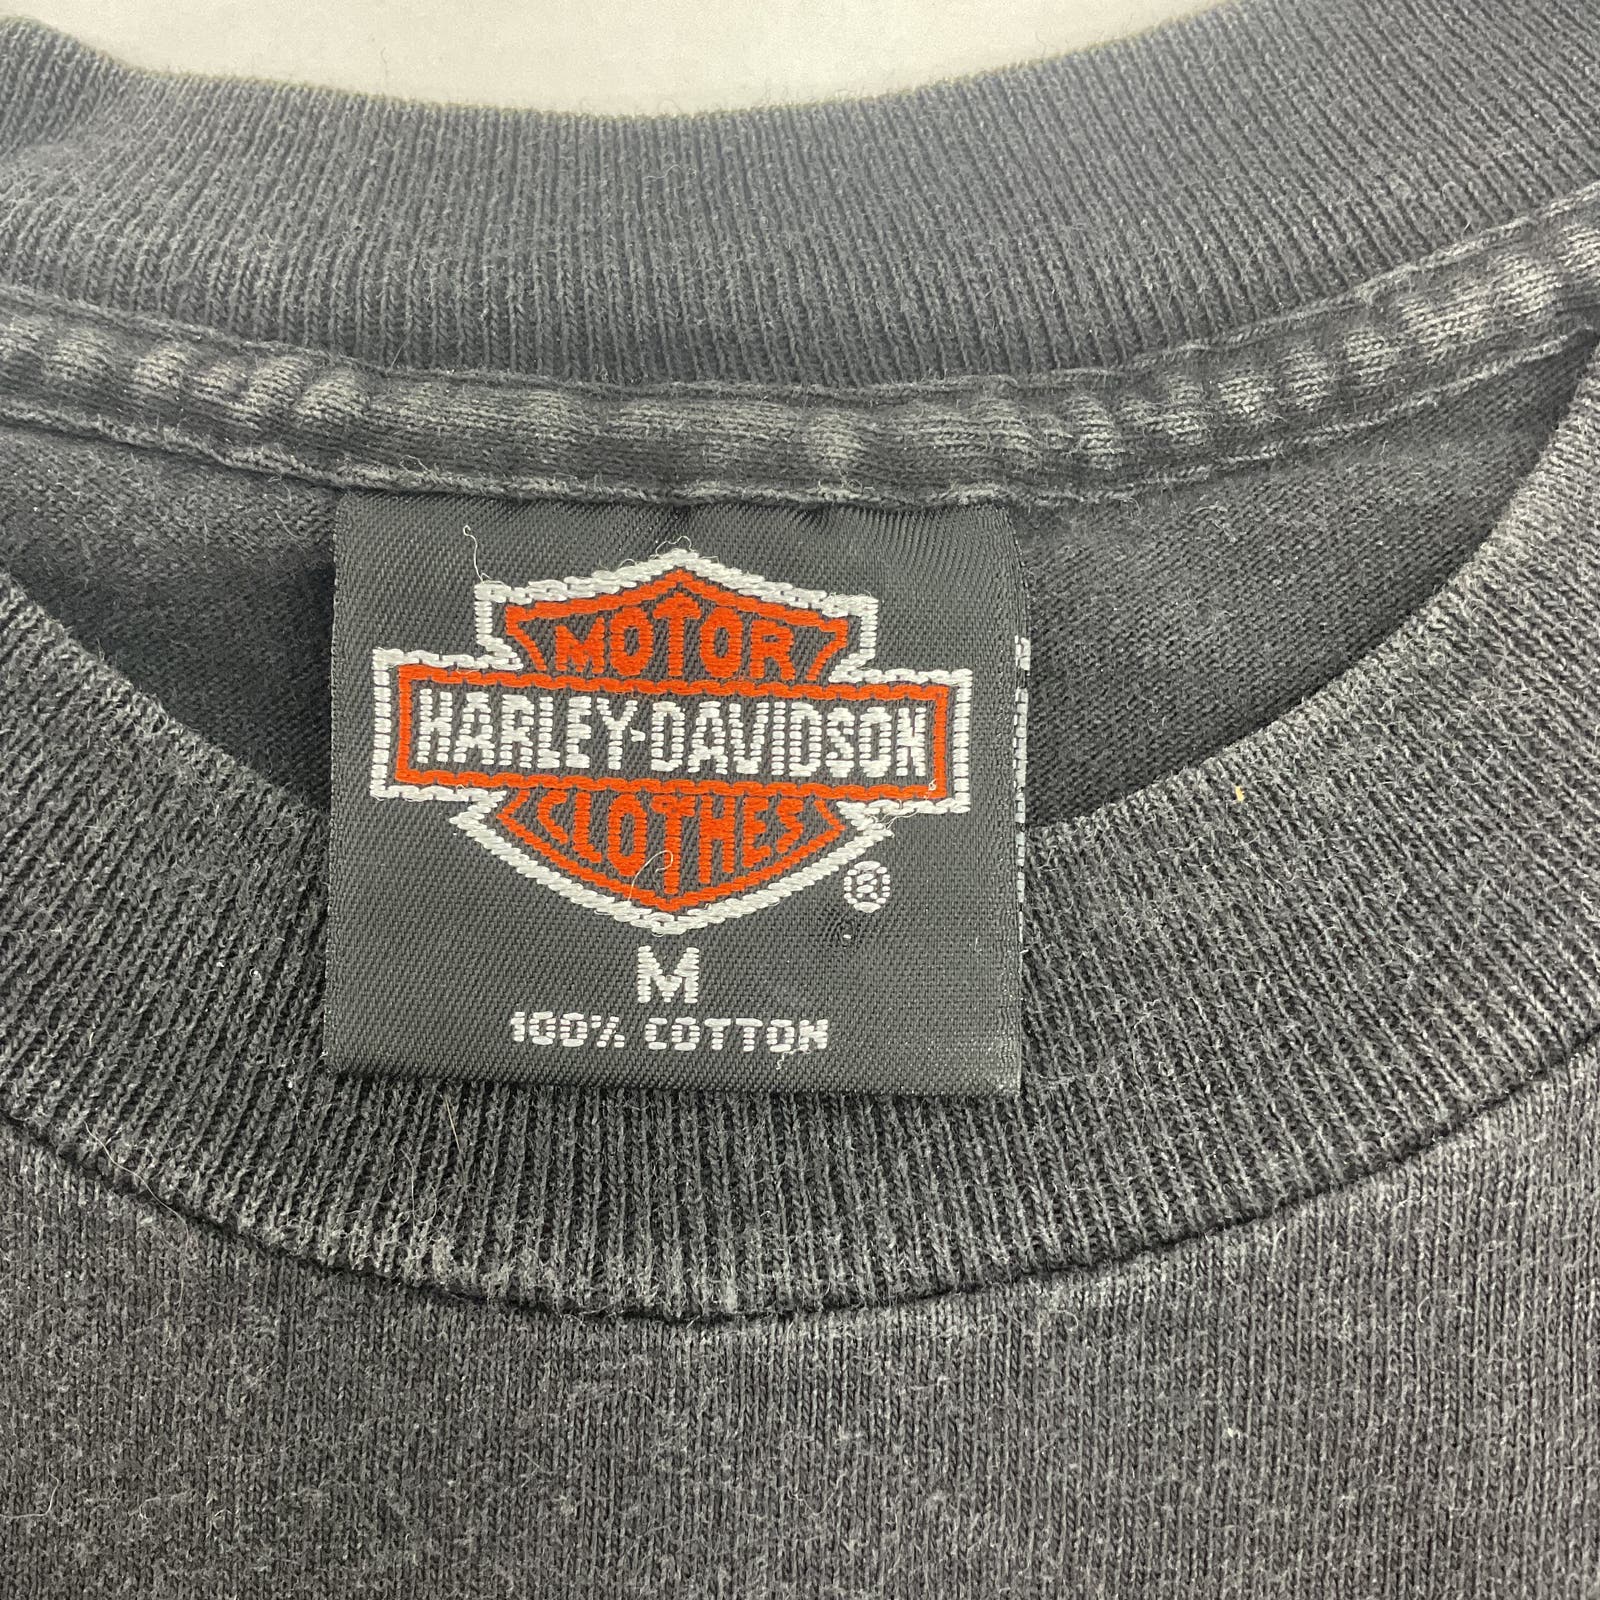 MOTOR
HARLEY-DAVIDSON
CLOTHES
®
M
100% COTTON